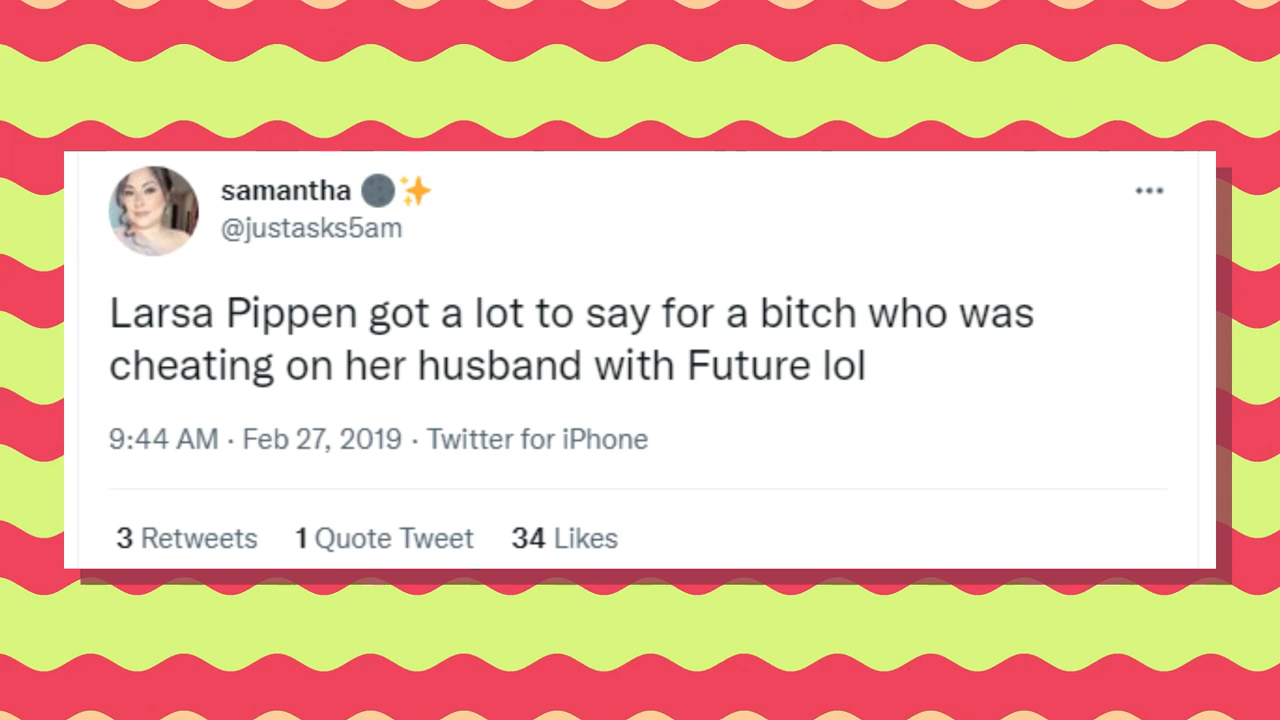 samantha 🌑✨
@justasks5am
Larsa Pippen got a lot to say for a bitch who was
cheating on her husband with Future lol
9:44 AM · Feb 27, 2019 · Twitter for iPhone
3 Retweets 1 Quote Tweet 34 Likes